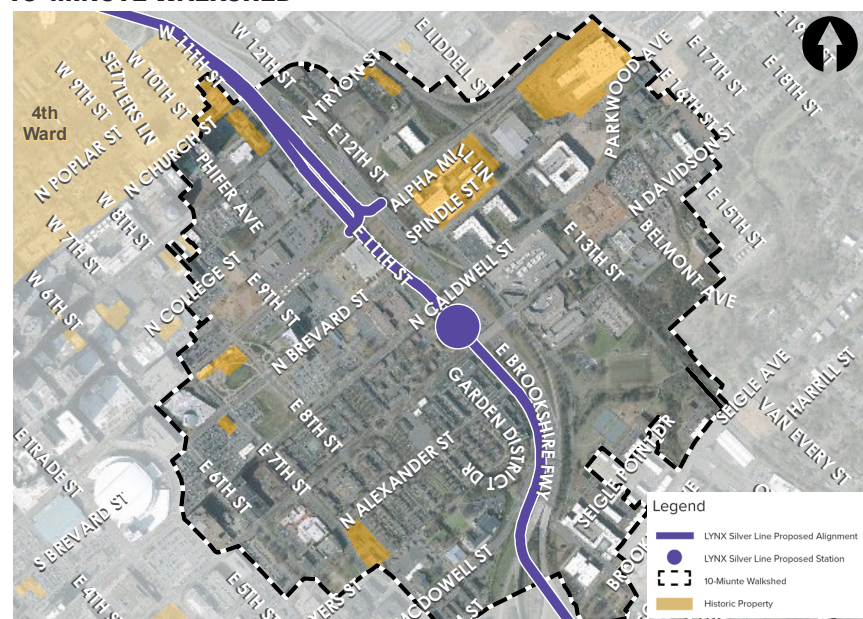 W 11TH ST
W 12TH ST
E LIDDELL ST
W 10TH ST
SETTLERS LN
W 9TH ST
N TRYON ST
PARKWOOD AVE
E 17TH ST
E 18TH ST
4th
Ward
N POPLAR ST
N CHURCH ST
PHIFER AVE
E 12TH ST
E 16TH ST
ALPHA MILL LN
SPINDLE ST
N DAVIDSON ST
W 8TH ST
W 7TH ST
E 11TH ST
E 13TH ST
E 15TH ST
BELMONT AVE
W 6TH ST
N COLLEGE ST
E 9TH ST
N CALDWELL ST
N BREVARD ST
E BROOKSHIRE FWY
GARDEN DISTRICT DR
E 8TH ST
SEIGLE AVE
N HARRILL ST
VAN EVERY ST
E TRADE ST
E 7TH ST
E 6TH ST
N ALEXANDER ST
SEIGLE POINT DR
S BREVARD ST
E 5TH ST
E 4TH ST
Legend
LYNX Silver Line Proposed Alignment
LYNX Silver Line Proposed Station
10-Miunte Walkshed
Historic Property